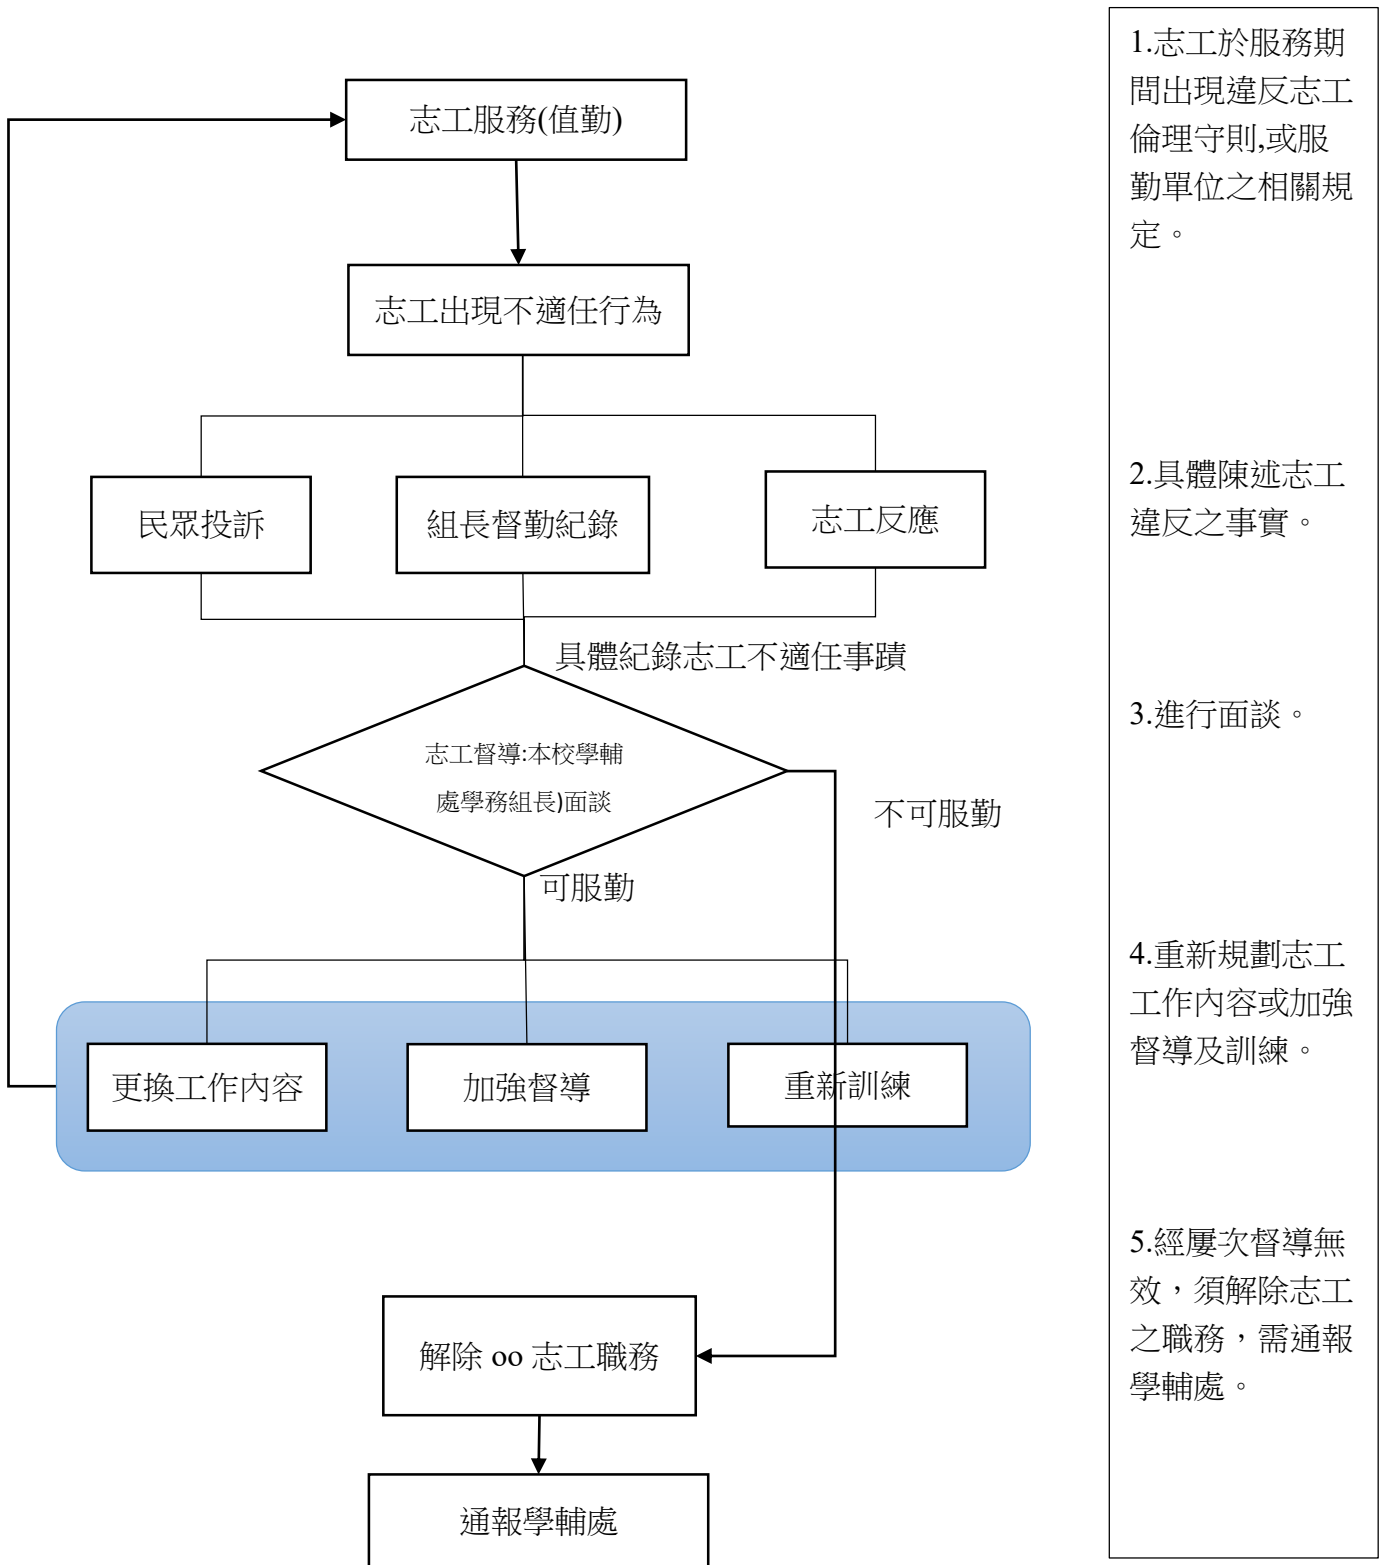 志工服務(值勤)
志工出現不適任行為
民眾投訴
組長督勤紀錄
志工反應
具體紀錄志工不適任事蹟
志工督導:本校學輔
處學務組長)面談
不可服勤
可服勤
更換工作內容
加強督導
重新訓練
解除 oo 志工職務
通報學輔處
1.志工於服務期
間出現違反志工
倫理守則,或服
勤單位之相關規
定。
2.具體陳述志工
違反之事實。
3.進行面談。
4.重新規劃志工
工作內容或加強
督導及訓練。
5.經屢次督導無
效，須解除志工
之職務，需通報
學輔處。